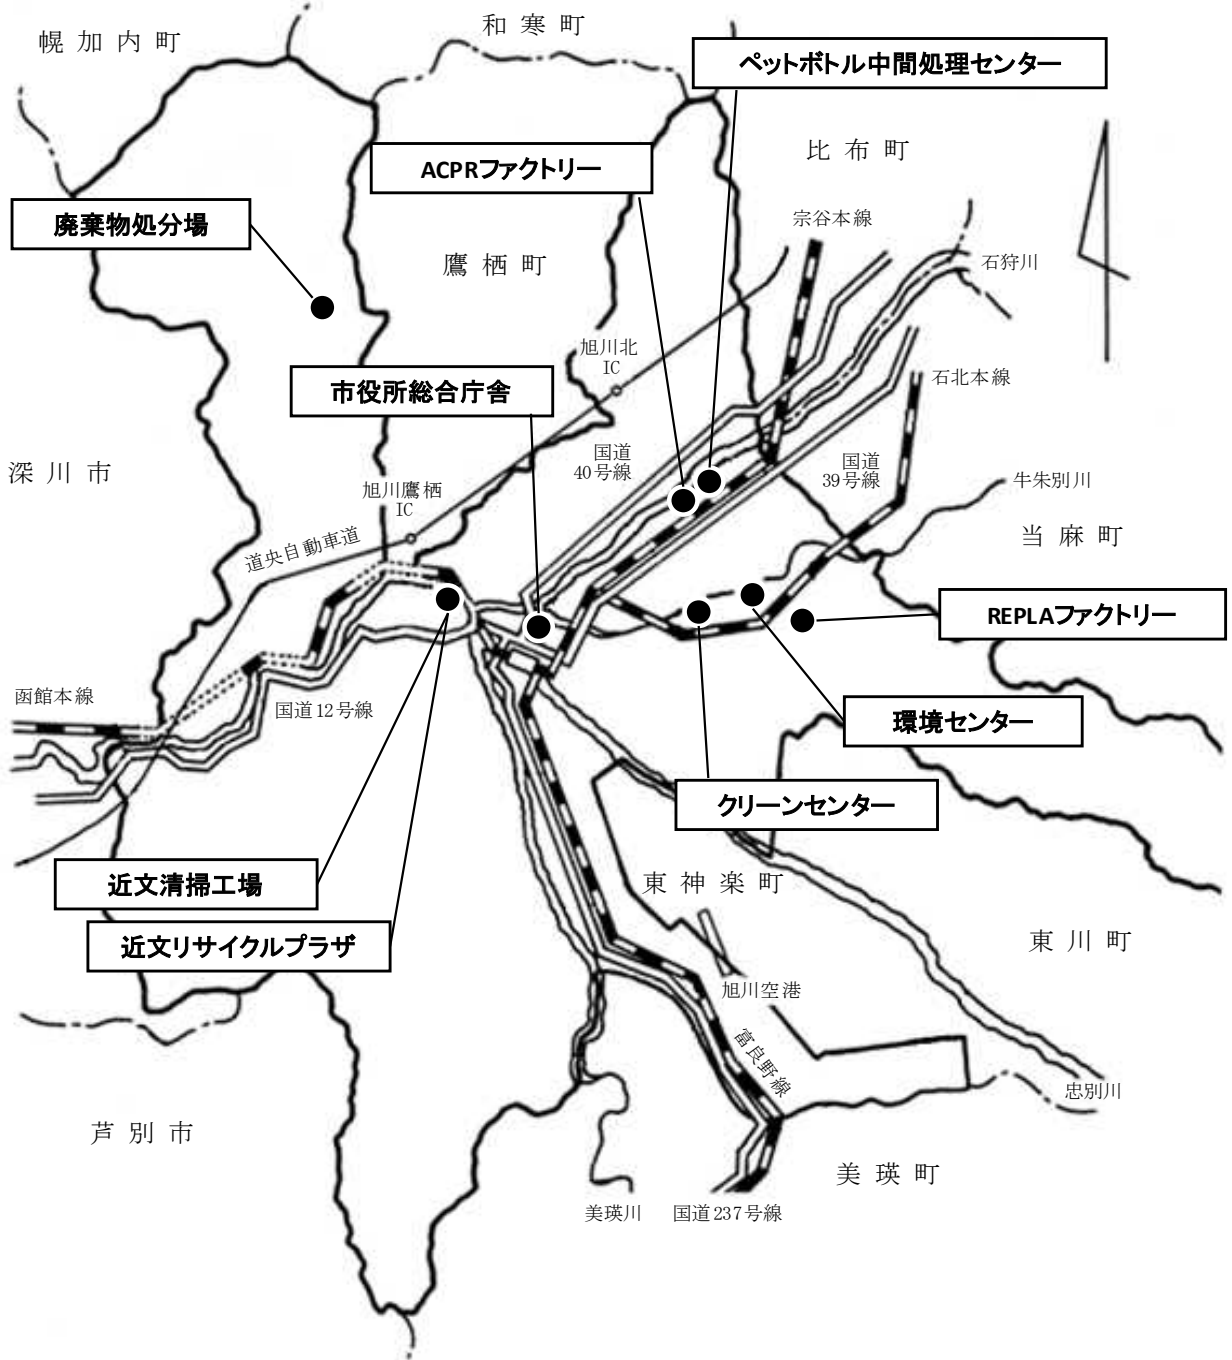 和寒町
幌加内町
ペットボトル中間処理センター
比布町
ACPRファクトリー
廃棄物処分場
宗谷本線
鷹栖町
石狩川
旭川北
IC
石北本線
市役所総合庁舎
国道
40号線
国道
39号線
深川市
旭川鷹栖
IC
牛朱別川
当麻町
道央自動車道
REPLAファクトリー
函館本線
国道12号線
環境センター
クリーンセンター
近文清掃工場
東神楽町
近文リサイクルプラザ
東川町
旭川空港
富良野線
忠別川
芦別市
美瑛町
美瑛川
国道237号線